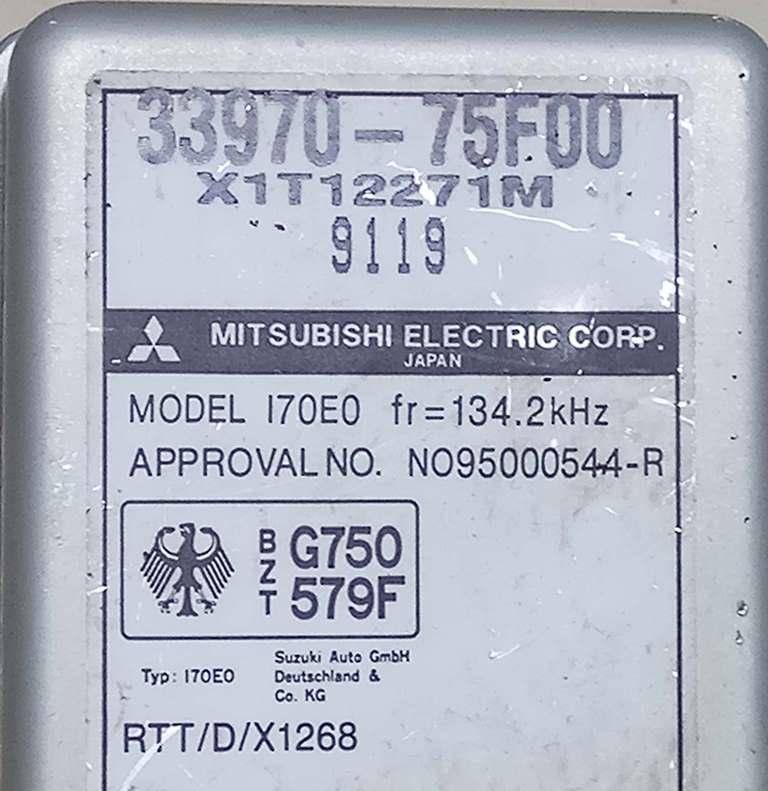 33970-75F00
X1T12271M
9119
MITSUBISHI ELECTRIC CORP.
JAPAN
MODEL I70E0 fr=134.2kHz
APPROVAL NO. NO95000544-R
BZT
G750
579F
Typ: I70E0
Suzuki Auto GmbH
Deutschland &
Co. KG
RTT/D/X1268